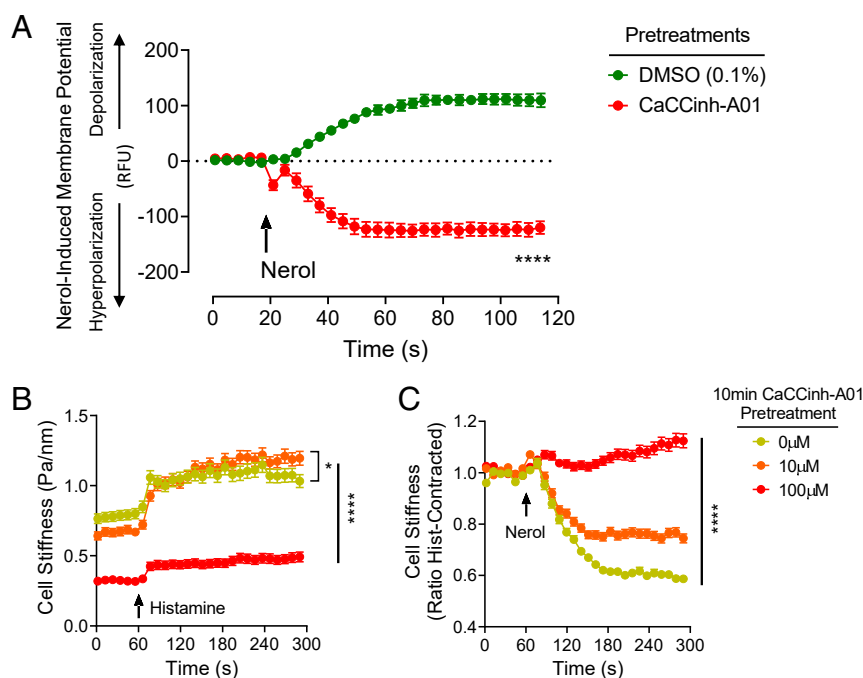 A
Nerol-Induced Membrane Potential
Hyperpolarization Depolarization
(RFU)
200
100
0
-100
-200
Nerol
****
0 20 40 60 80 100 120
Time (s)
Pretreatments
DMSO (0.1%)
CaCCinh-A01
B
Cell Stiffness (Pa/nm)
1.5
1.0
0.5
0.0
Histamine
*
****
0 60 120 180 240 300
Time (s)
C
Cell Stiffness
(Ratio Hist-Contracted)
1.2
1.0
0.8
0.6
0.4
Nerol
****
0 60 120 180 240 300
Time (s)
10min CaCCinh-A01
Pretreatment
0μM
10μM
100μM